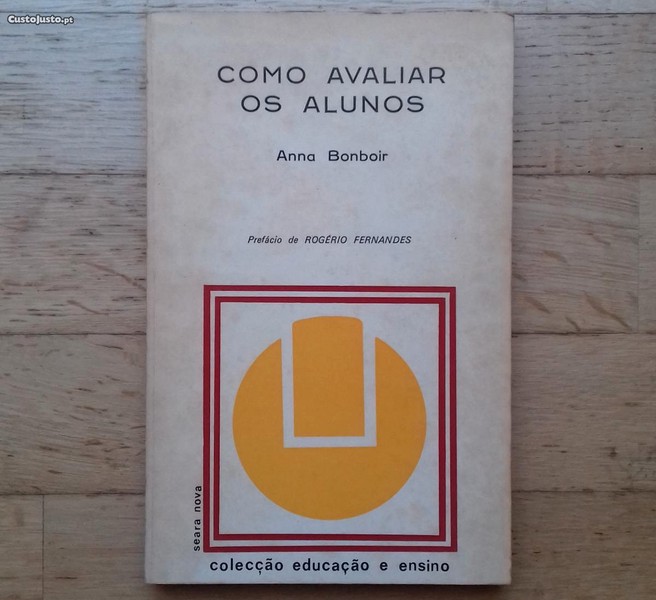 CustoJusto.pt
COMO AVALIAR
OS ALUNOS
Anna Bonboir
Prefácio de ROGÉRIO FERNANDES
seara nova
colecção educação e ensino